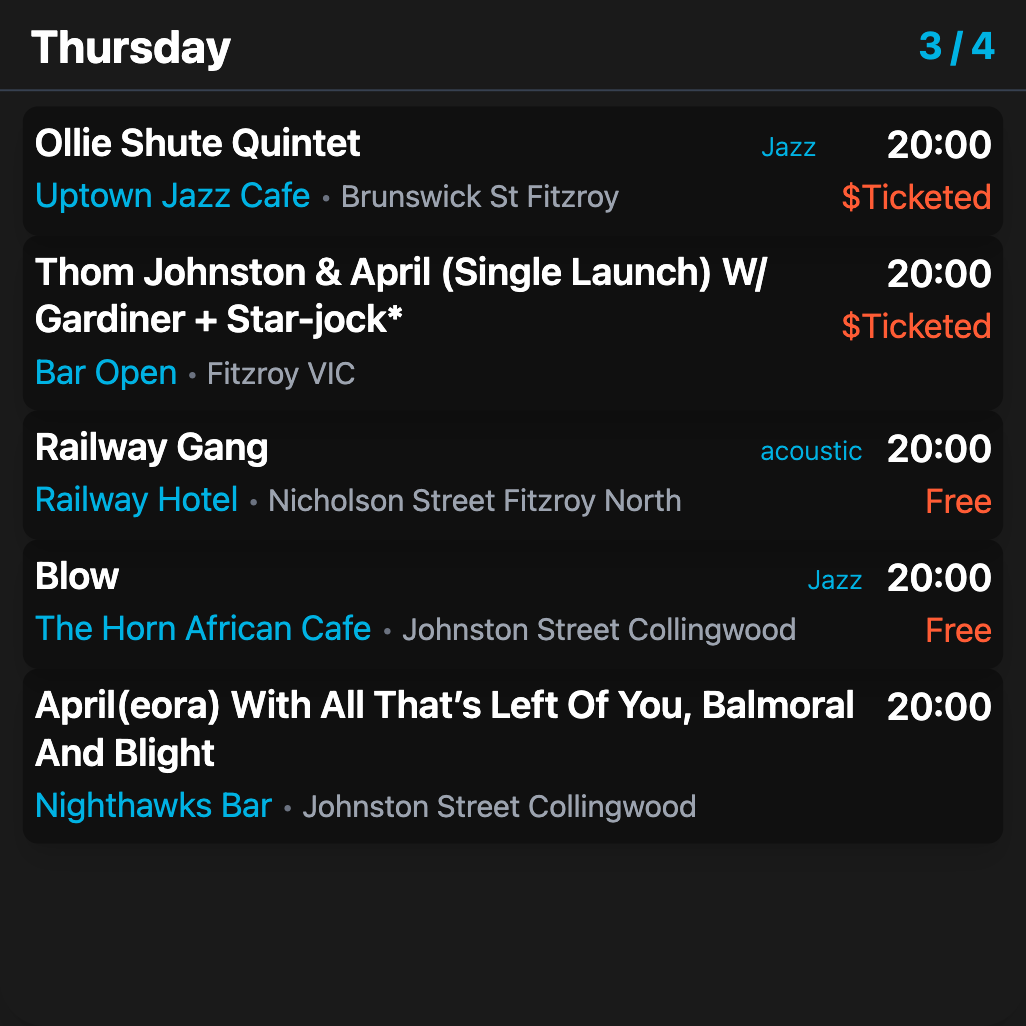 Thursday 3 / 4
Ollie Shute Quintet Jazz 20:00
Uptown Jazz Cafe • Brunswick St Fitzroy $Ticketed
Thom Johnston & April (Single Launch) W/ 20:00
Gardiner + Star-jock* $Ticketed
Bar Open • Fitzroy VIC
Railway Gang acoustic 20:00
Railway Hotel • Nicholson Street Fitzroy North Free
Blow Jazz 20:00
The Horn African Cafe • Johnston Street Collingwood Free
April(eora) With All That’s Left Of You, Balmoral 20:00
And Blight
Nighthawks Bar • Johnston Street Collingwood